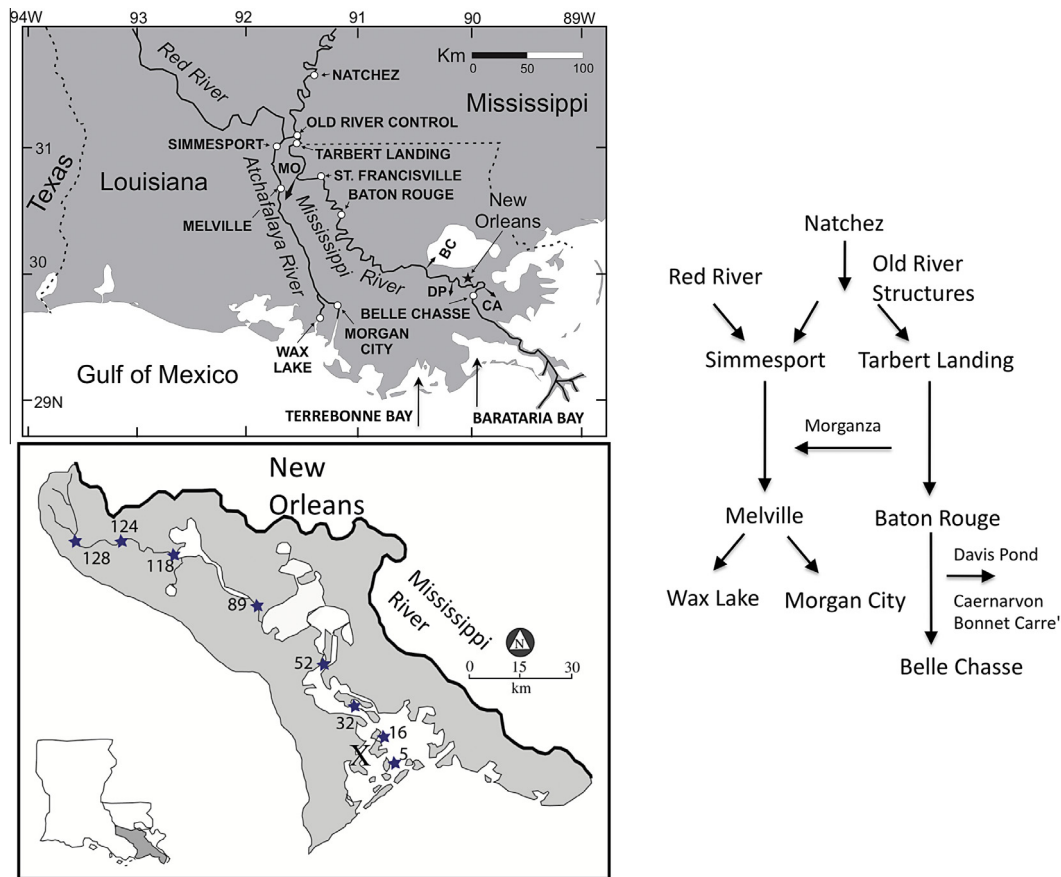 94W 93 92 91 90 89W
Km 0 50 100
Red River
NATCHEZ
Mississippi
OLD RIVER CONTROL
SIMMESPORT
TARBERT LANDING
31
MO
ST. FRANCISVILLE
Texas
Louisiana
BATON ROUGE
Atchafalaya River
Mississippi River
New
Orleans
MELVILLE
BC
30
DP
CA
BELLE CHASSE
MORGAN
CITY
WAX
LAKE
Gulf of Mexico
29N
TERREBONNE BAY
BARATARIA BAY
New
Orleans
124
128
118
89
Mississippi
River
N
52
0 15 30
km
32
16
X
5
Natchez
Red River
Old River
Structures
Simmesport
Tarbert Landing
Morganza
Melville
Baton Rouge
Davis Pond
Wax Lake
Morgan City
Caernarvon
Bonnet Carre'
Belle Chasse